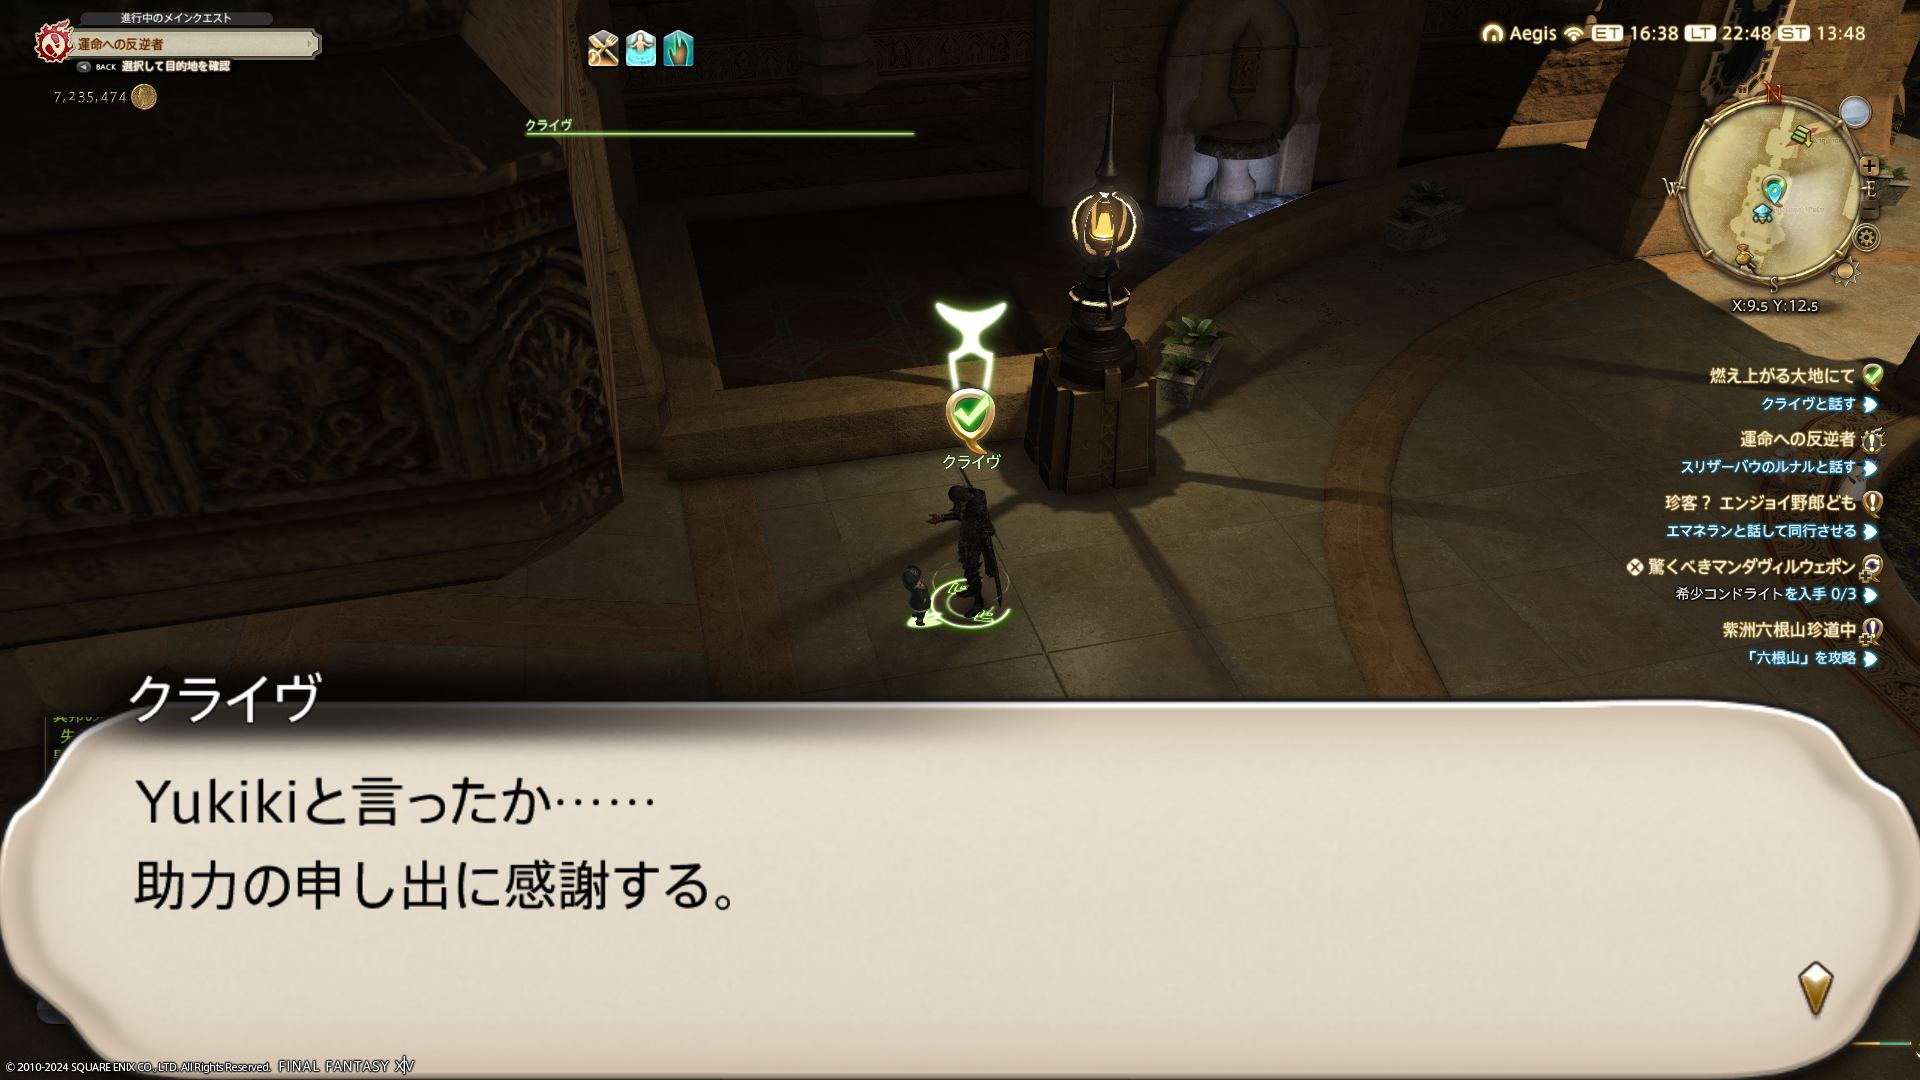 進行中のメインクエスト
運命への反逆者
BACK 選択して目的地を確認
7,235,474
クライヴ
Aegis ET 16:38 LT 22:48 ST 13:48
N
W
E
S
X:9.5 Y:12.5
燃え上がる大地にて
クライヴと話す
運命への反逆者
スリザーバウのルナルと話す
珍客？ エンジョイ野郎ども
エマネランと話して同行させる
驚くべきマンダヴィルウェポン
希少コンドライトを入手 0/3
紫洲六根山珍道中
「六根山」を攻略
クライヴ
クライヴ
Yukikiと言ったか……
助力の申し出に感謝する。
© 2010-2024 SQUARE ENIX CO., LTD. All Rights Reserved. FINAL FANTASY XIV